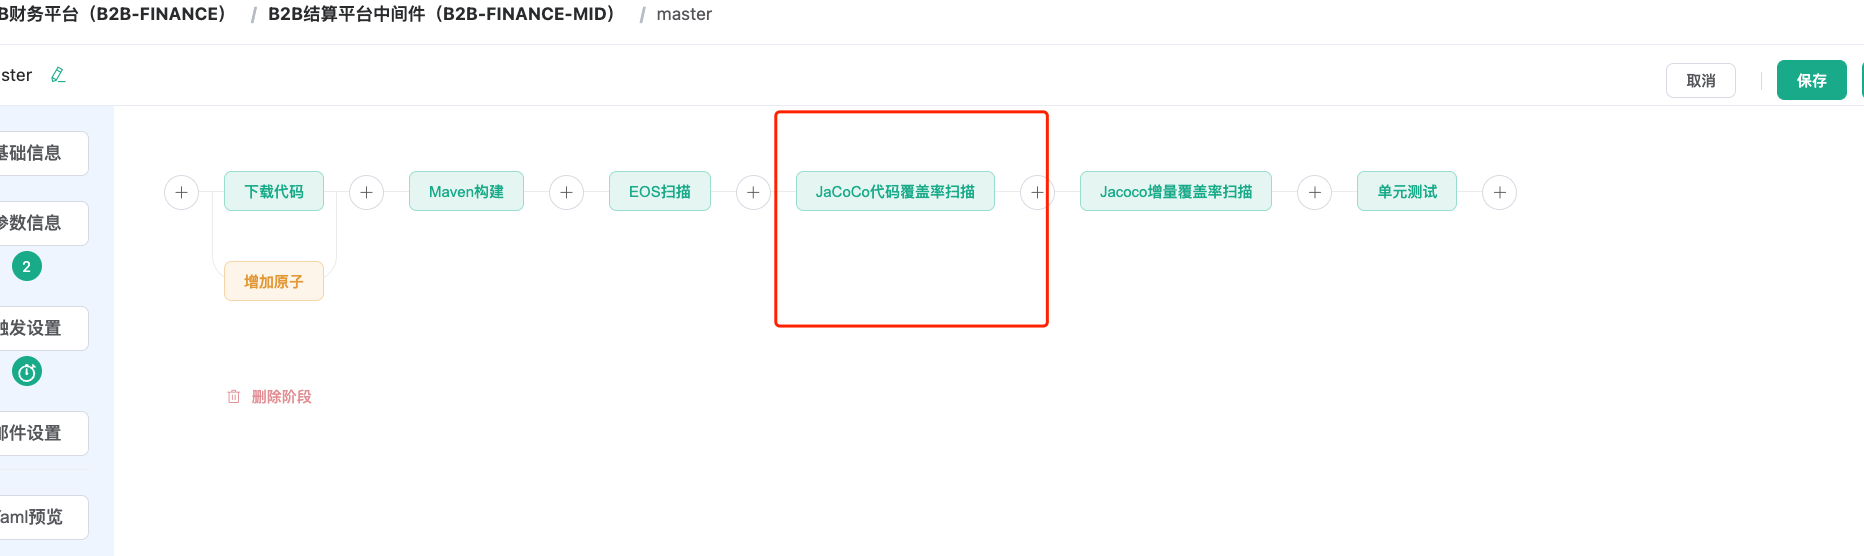 B财务平台（B2B-FINANCE） / B2B结算平台中间件（B2B-FINANCE-MID） / master
ster
取消
保存
基础信息
参数信息
2
触发设置
邮件设置
aml预览
下载代码
Maven构建
EOS扫描
JaCoCo代码覆盖率扫描
Jacoco增量覆盖率扫描
单元测试
增加原子
删除阶段